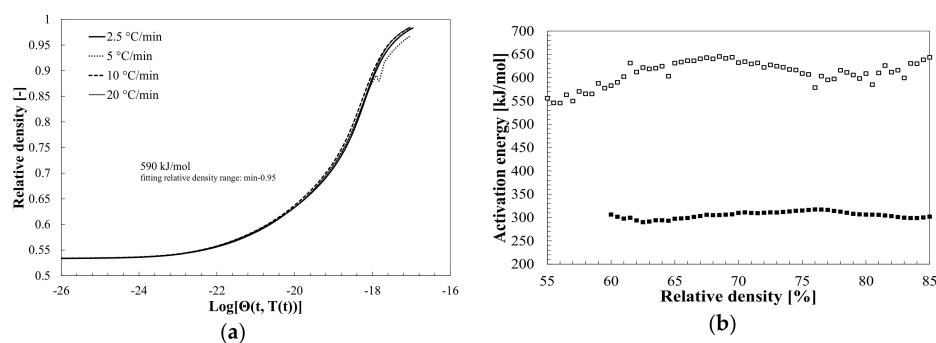 1
0.95
0.9
0.85
0.8
0.75
0.7
0.65
0.6
0.55
0.5
Relative density [-]
2.5 °C/min
5 °C/min
10 °C/min
20 °C/min
590 kJ/mol
fitting relative density range: min-0.95
-26 -24 -22 -20 -18 -16
Log[Θ(t, T(t))]
(a)
700
650
600
550
500
450
400
350
300
250
200
Activation energy [kJ/mol]
55 60 65 70 75 80 85
Relative density [%]
(b)